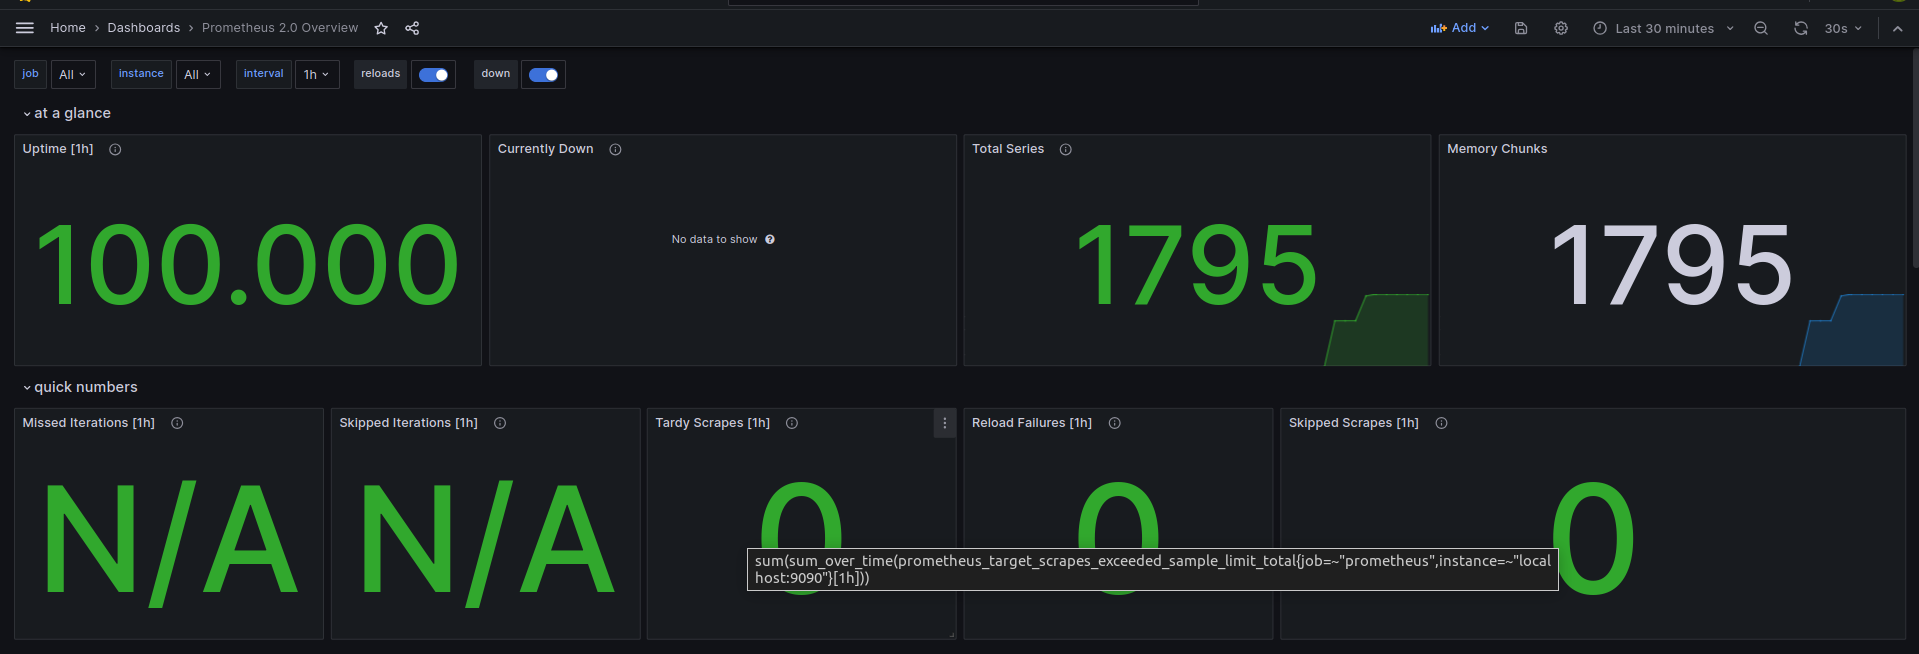 Home › Dashboards › Prometheus 2.0 Overview
Add
Last 30 minutes
30s
job All
instance All
interval 1h
reloads
down
at a glance
Uptime [1h]
100.000
Currently Down
No data to show
Total Series
1795
Memory Chunks
1795
quick numbers
Missed Iterations [1h]
N/A
Skipped Iterations [1h]
N/A
Tardy Scrapes [1h]
0
Reload Failures [1h]
0
Skipped Scrapes [1h]
0
sum(sum_over_time(prometheus_target_scrapes_exceeded_sample_limit_total{job=~"prometheus",instance=~"local
host:9090"}[1h]))